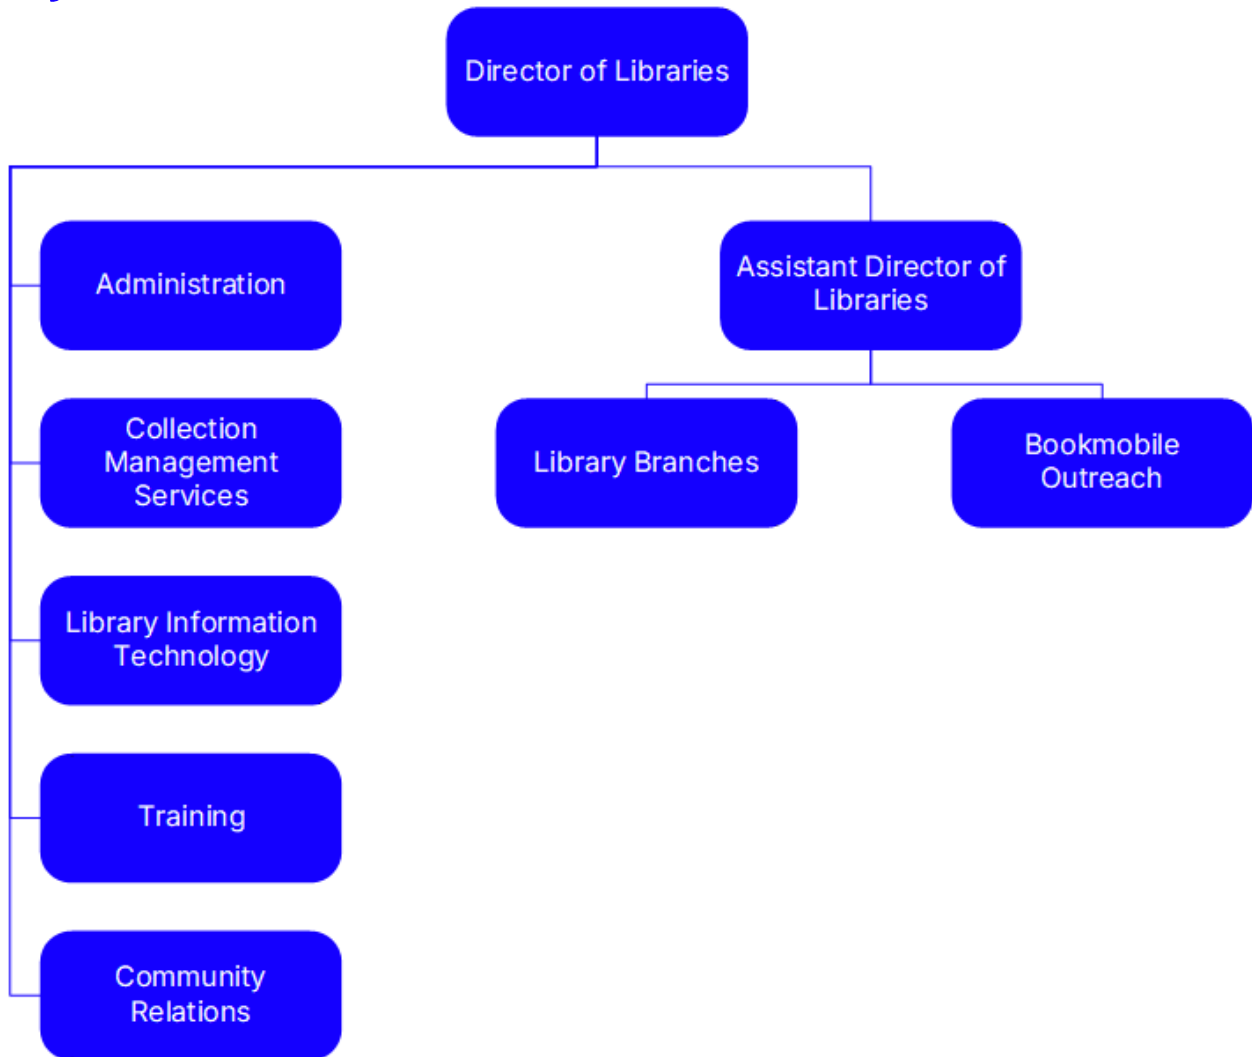 Director of Libraries
Administration
Assistant Director of
Libraries
Collection
Management
Services
Library Branches
Bookmobile
Outreach
Library Information
Technology
Training
Community
Relations